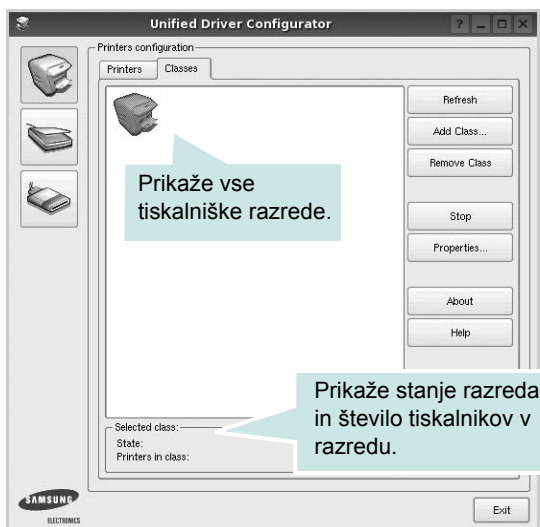 Unified Driver Configurator
Printers configuration
Printers Classes
Refresh
Add Class...
Remove Class
Prikaže vse
tiskalniške razrede.
Stop
Properties...
About
Help
Prikaže stanje razreda
in število tiskalnikov v
razredu.
Selected class:
State:
Printers in class:
SAMSUNG
ELECTRONICS
Exit